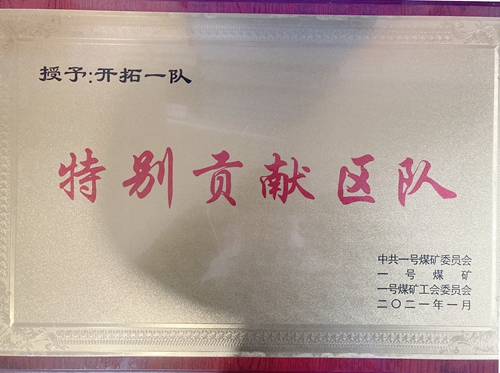 授予:开拓一队
特别贡献区队
中共一号煤矿委员会
一号煤矿
一号煤矿工会委员会
二〇二一年一月